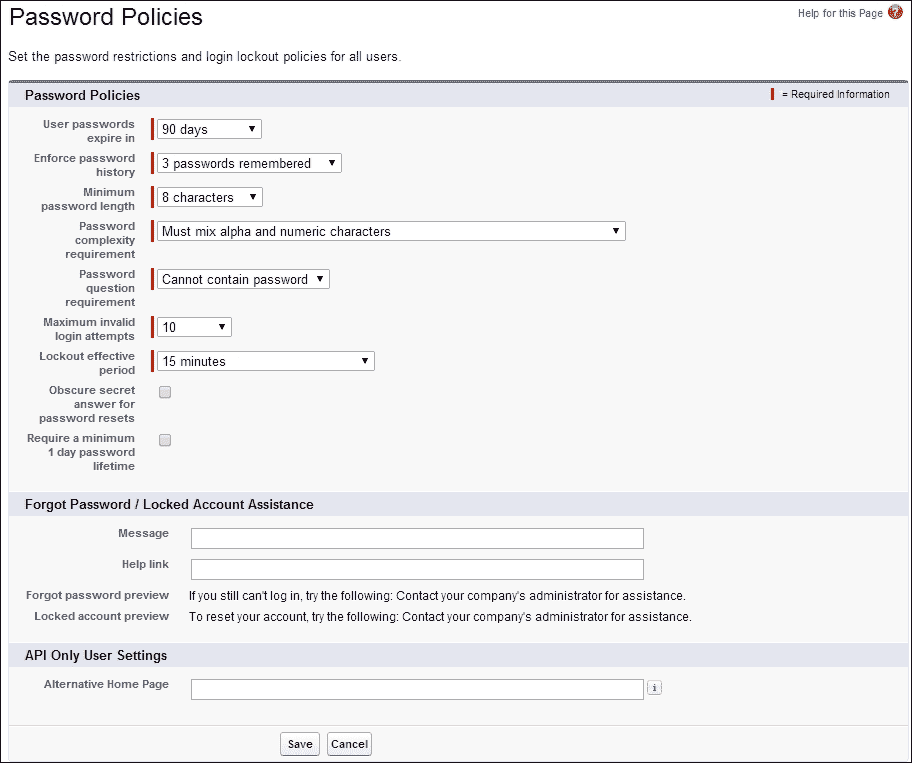 Password Policies
Help for this Page
Set the password restrictions and login lockout policies for all users.
Password Policies
= Required Information
User passwords
expire in
90 days
Enforce password
history
3 passwords remembered
Minimum
password length
8 characters
Password
complexity
requirement
Must mix alpha and numeric characters
Password
question
requirement
Cannot contain password
Maximum invalid
login attempts
10
Lockout effective
period
15 minutes
Obscure secret
answer for
password resets
Require a minimum
1 day password
lifetime
Forgot Password / Locked Account Assistance
Message
Help link
Forgot password preview
If you still can't log in, try the following: Contact your company's administrator for assistance.
Locked account preview
To reset your account, try the following: Contact your company's administrator for assistance.
API Only User Settings
Alternative Home Page
i
Save
Cancel